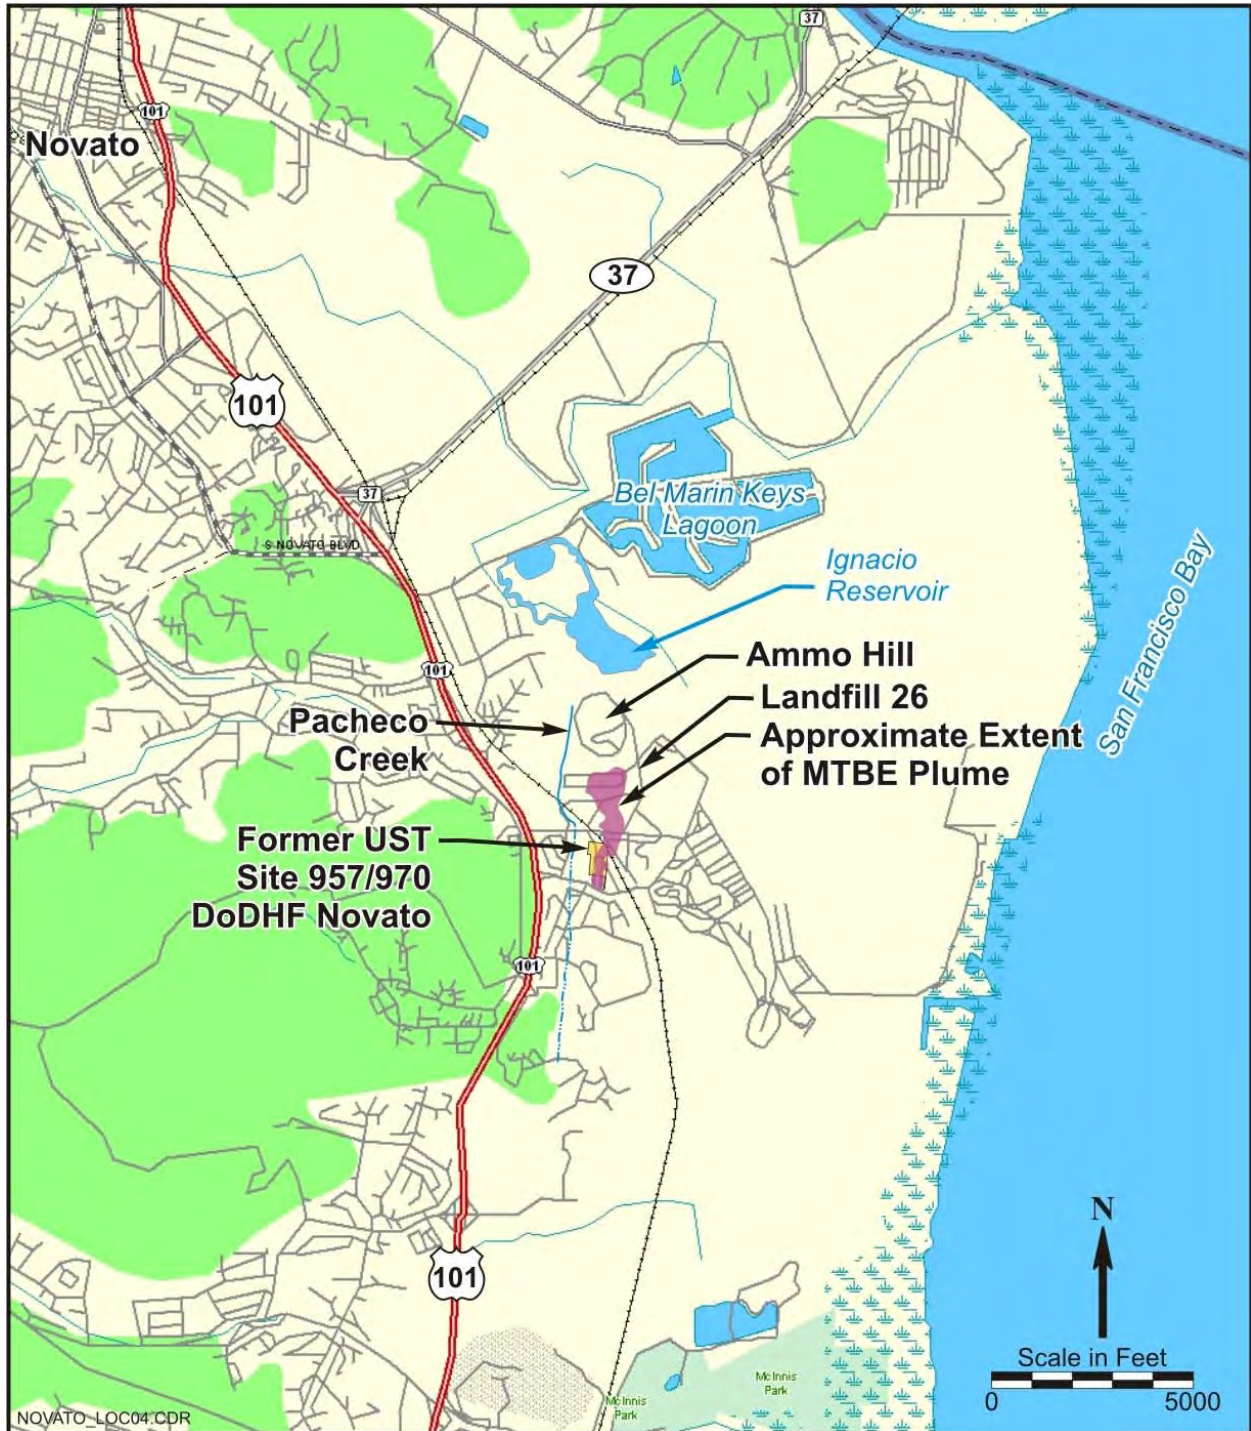 37
101
Novato
37
101
37
S NOVATO BLVD
Bel Marin Keys
Lagoon
Ignacio
Reservoir
San Francisco Bay
101
Ammo Hill
Landfill 26
Approximate Extent
of MTBE Plume
Pacheco
Creek
Former UST
Site 957/970
DoDHF Novato
101
N
101
Scale in Feet
0 5000
McInnis
Park
McInnis
Park
NOVATO_LOC04.CDR